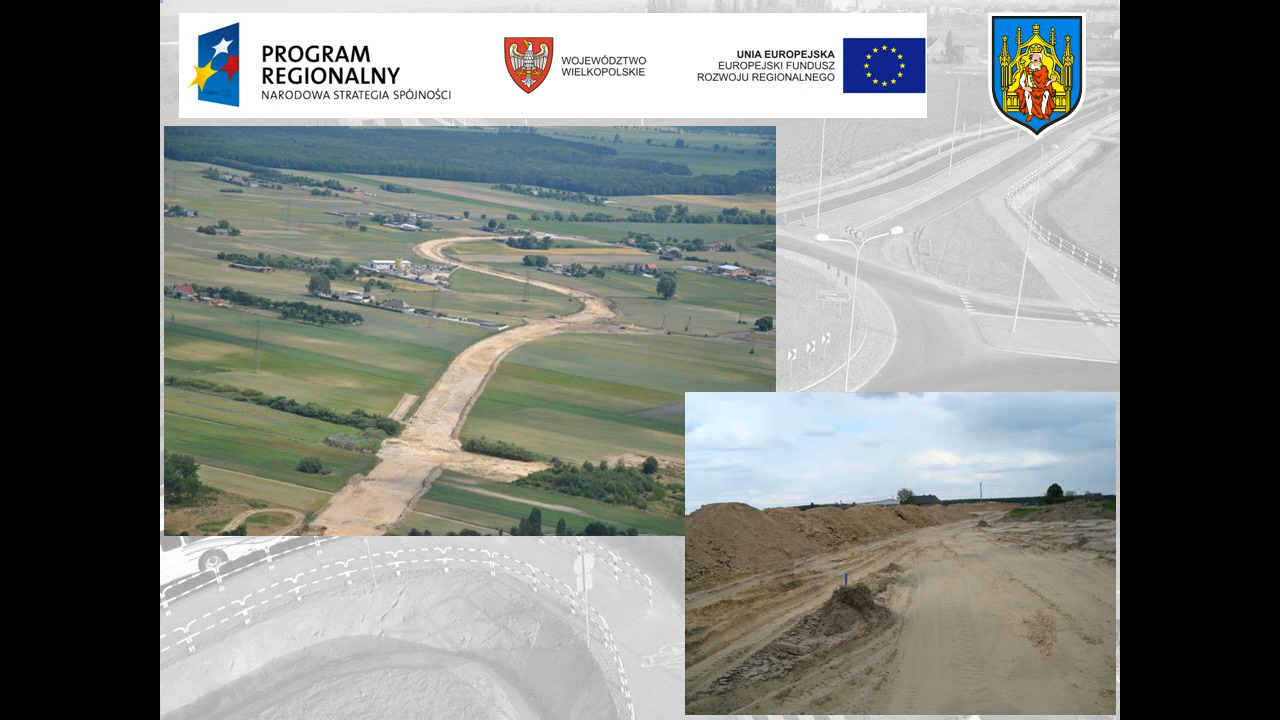 PROGRAM
REGIONALNY
NARODOWA STRATEGIA SPÓJNOŚCI
WOJEWÓDZTWO
WIELKOPOLSKIE
UNIA EUROPEJSKA
EUROPEJSKI FUNDUSZ
ROZWOJU REGIONALNEGO